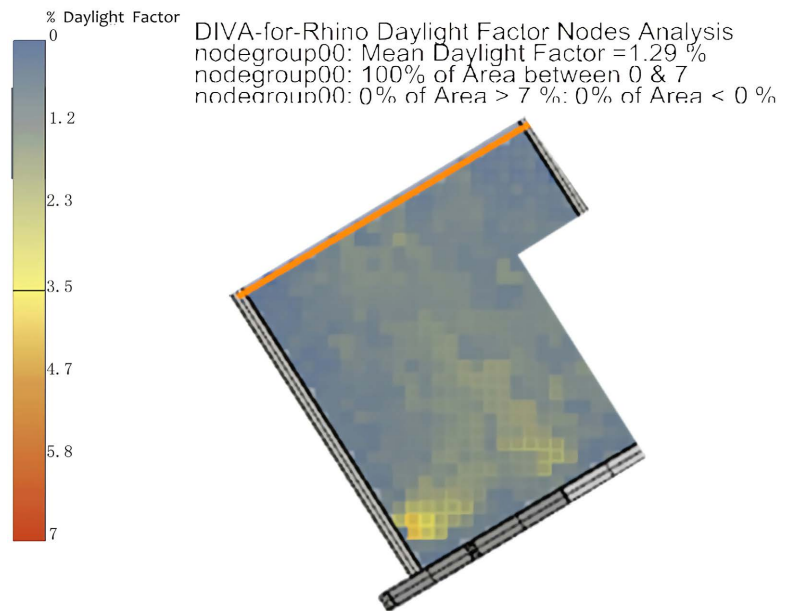 % Daylight Factor
0
1.2
2.3
3.5
4.7
5.8
7
DIVA-for-Rhino Daylight Factor Nodes Analysis
nodegroup00: Mean Daylight Factor =1.29 %
nodegroup00: 100% of Area between 0 & 7
nodegroup00: 0% of Area > 7 %: 0% of Area < 0 %